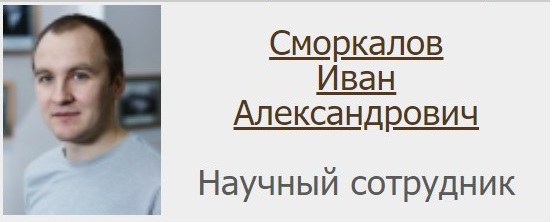 Сморкалов
Иван
Александрович
Научный сотрудник